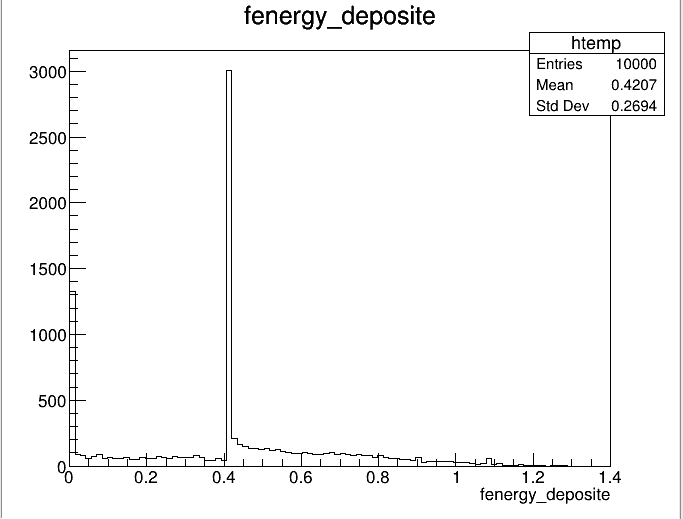 fenergy_deposite
htemp
Entries 10000
Mean 0.4207
Std Dev 0.2694
3000
2500
2000
1500
1000
500
0
0 0.2 0.4 0.6 0.8 1 1.2 1.4
fenergy_deposite